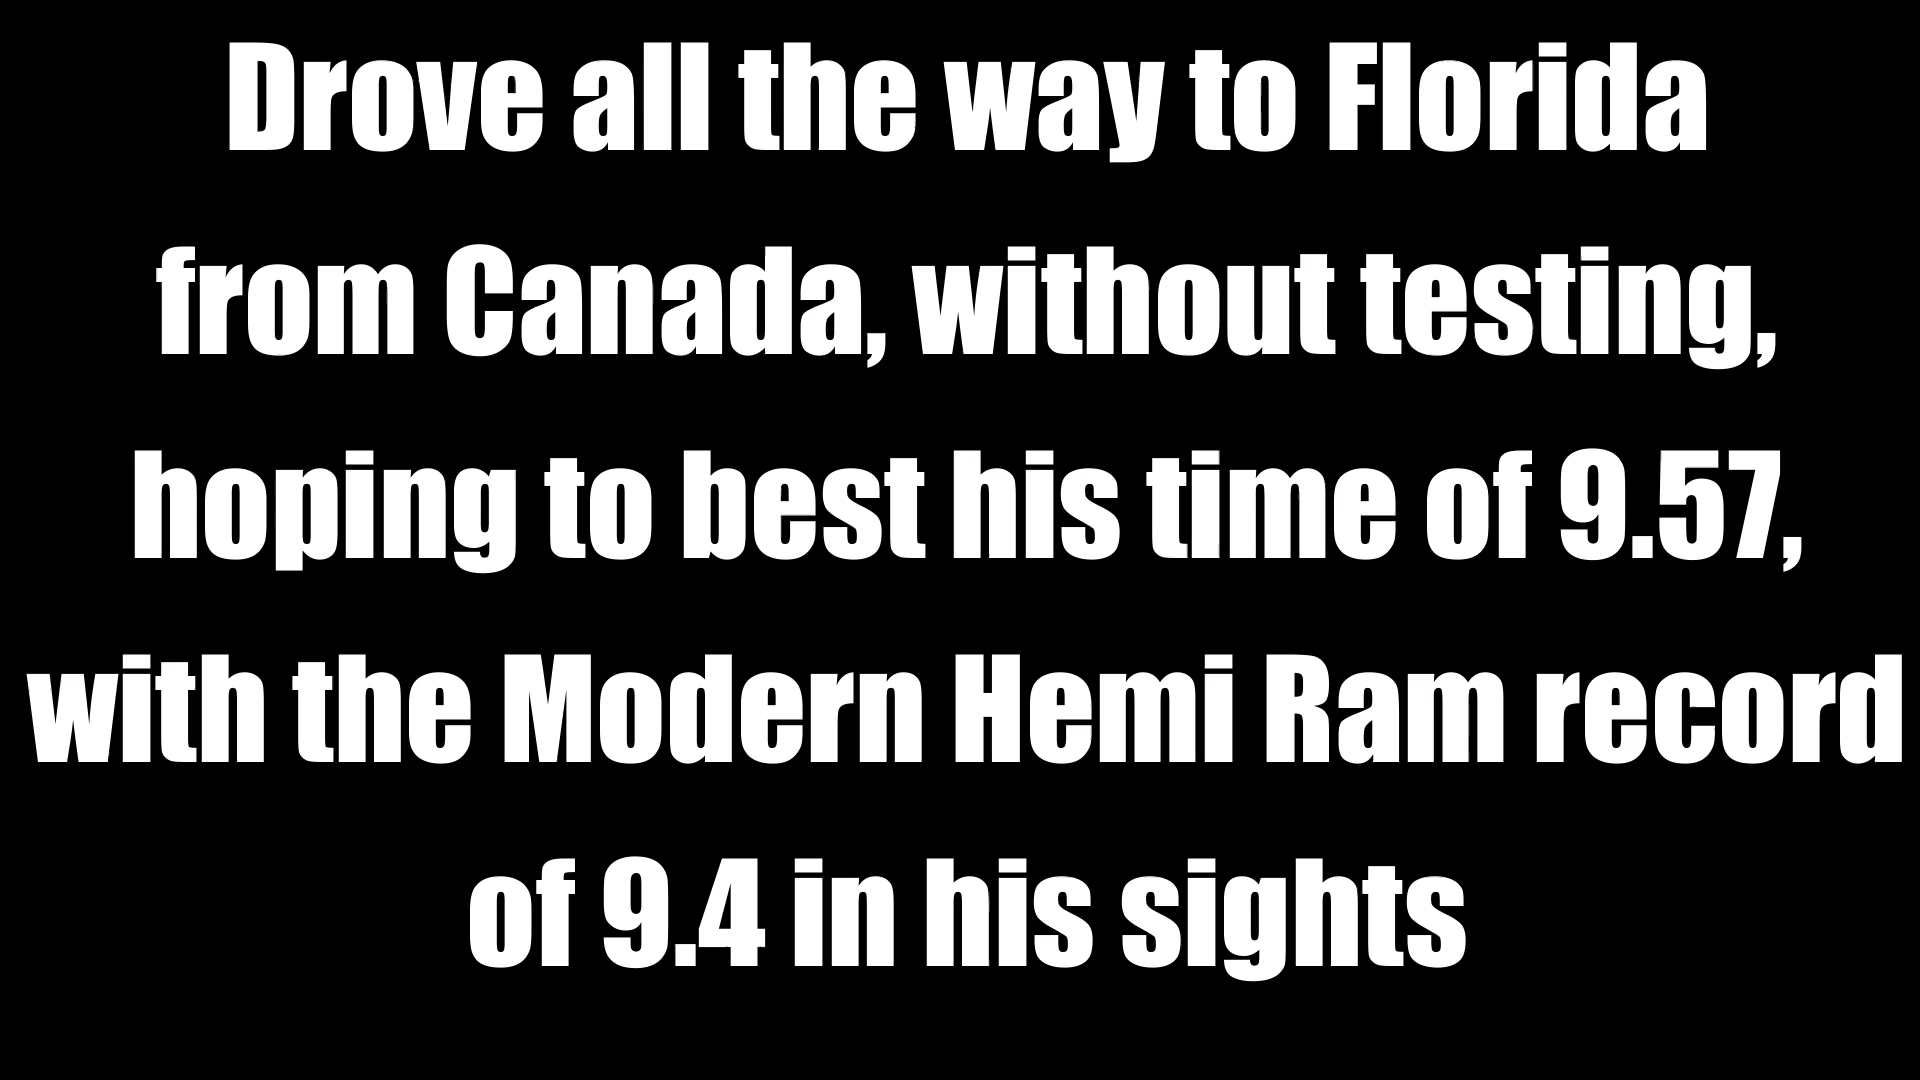 Drove all the way to Florida
from Canada, without testing,
hoping to best his time of 9.57,
with the Modern Hemi Ram record
of 9.4 in his sights